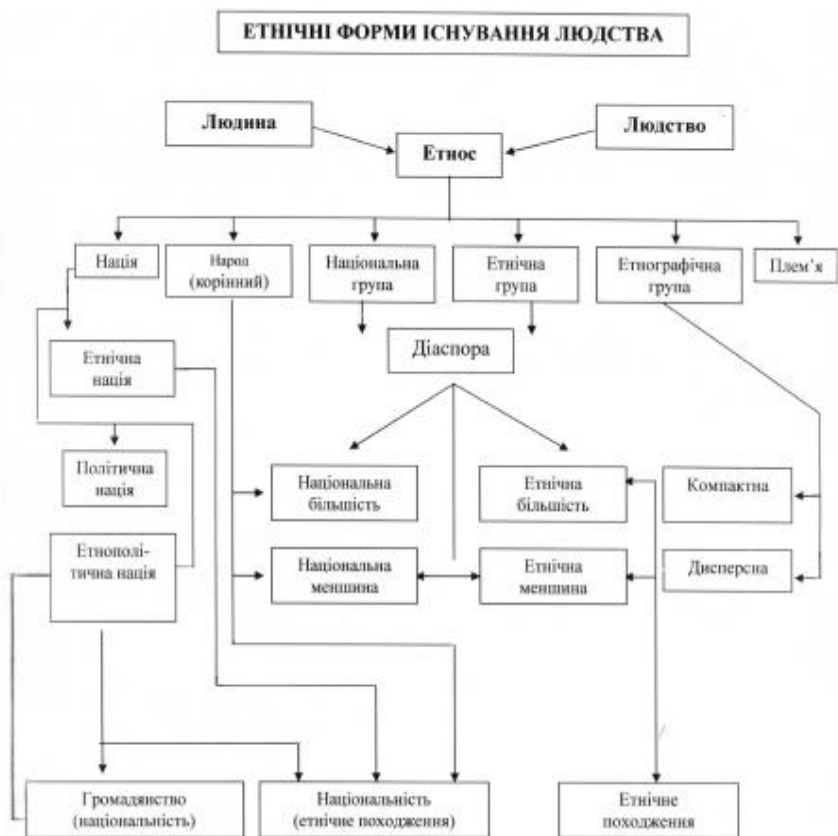 ЕТНІЧНІ ФОРМИ ІСНУВАННЯ ЛЮДСТВА
Людина
Людство
Етнос
Нація
Народ
(корінний)
Національна
група
Етнічна
група
Етнографічна
група
Плем’я
Діаспора
Етнічна
нація
Політична
нація
Національна
більшість
Етнічна
більшість
Компактна
Етнополі-
тична нація
Національна
меншина
Етнічна
меншина
Дисперсна
Громадянство
(національність)
Національність
(етнічне походження)
Етнічне
походження